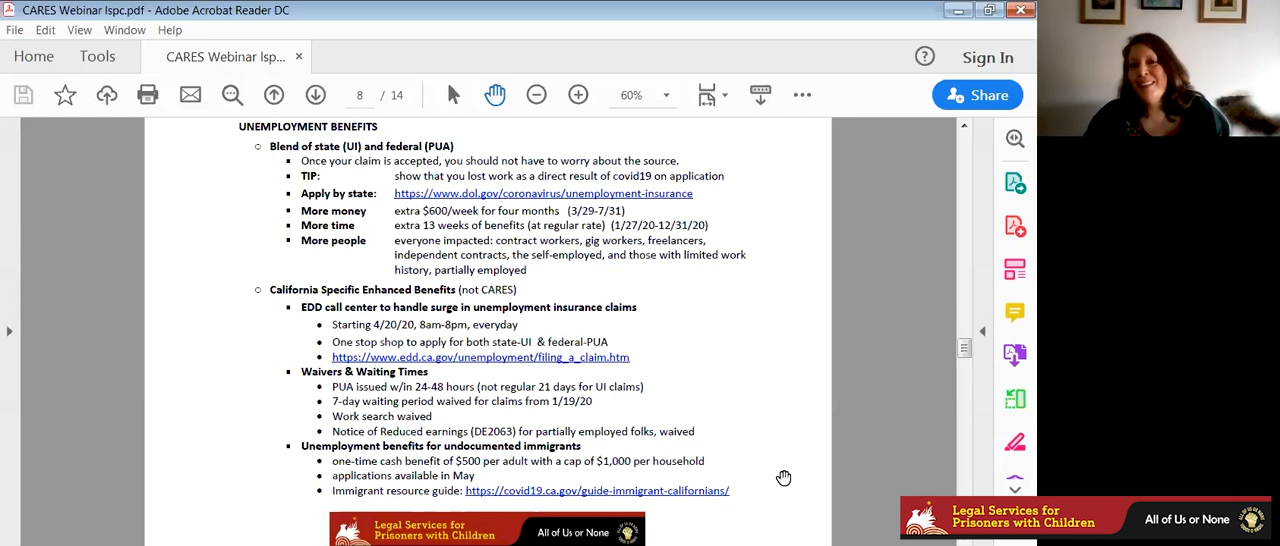 CARES Webinar lspc.pdf - Adobe Acrobat Reader DC
File Edit View Window Help
Home Tools CARES Webinar lsp... × Sign In
8 / 14 60% Share
UNEMPLOYMENT BENEFITS
Blend of state (UI) and federal (PUA)
Once your claim is accepted, you should not have to worry about the source.
TIP: show that you lost work as a direct result of covid19 on application
Apply by state: https://www.dol.gov/coronavirus/unemployment-insurance
More money extra $600/week for four months (3/29-7/31)
More time extra 13 weeks of benefits (at regular rate) (1/27/20-12/31/20)
More people everyone impacted: contract workers, gig workers, freelancers,
independent contracts, the self-employed, and those with limited work
history, partially employed
California Specific Enhanced Benefits (not CARES)
EDD call center to handle surge in unemployment insurance claims
Starting 4/20/20, 8am-8pm, everyday
One stop shop to apply for both state-UI & federal-PUA
https://www.edd.ca.gov/unemployment/filing_a_claim.htm
Waivers & Waiting Times
PUA issued w/in 24-48 hours (not regular 21 days for UI claims)
7-day waiting period waived for claims from 1/19/20
Work search waived
Notice of Reduced earnings (DE2063) for partially employed folks, waived
Unemployment benefits for undocumented immigrants
one-time cash benefit of $500 per adult with a cap of $1,000 per household
applications available in May
Immigrant resource guide: https://covid19.ca.gov/guide-immigrant-californians/
Legal Services for
Prisoners with Children
All of Us or None
Legal Services for
Prisoners with Children
All of Us or None